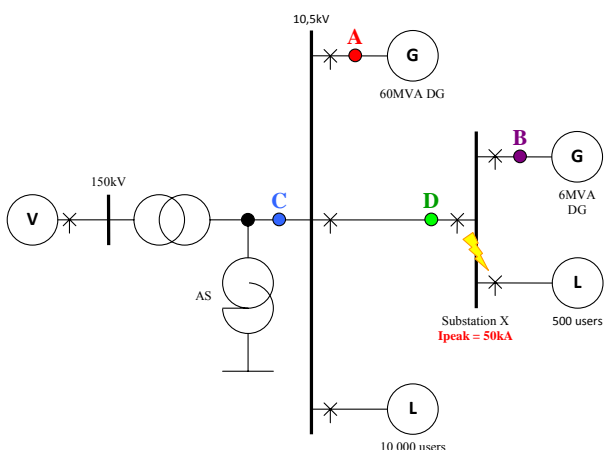 10,5kV
A
G
60MVA DG
B
G
6MVA
DG
150kV
V
C
D
AS
L
500 users
Substation X
Ipeak = 50kA
L
10 000 users